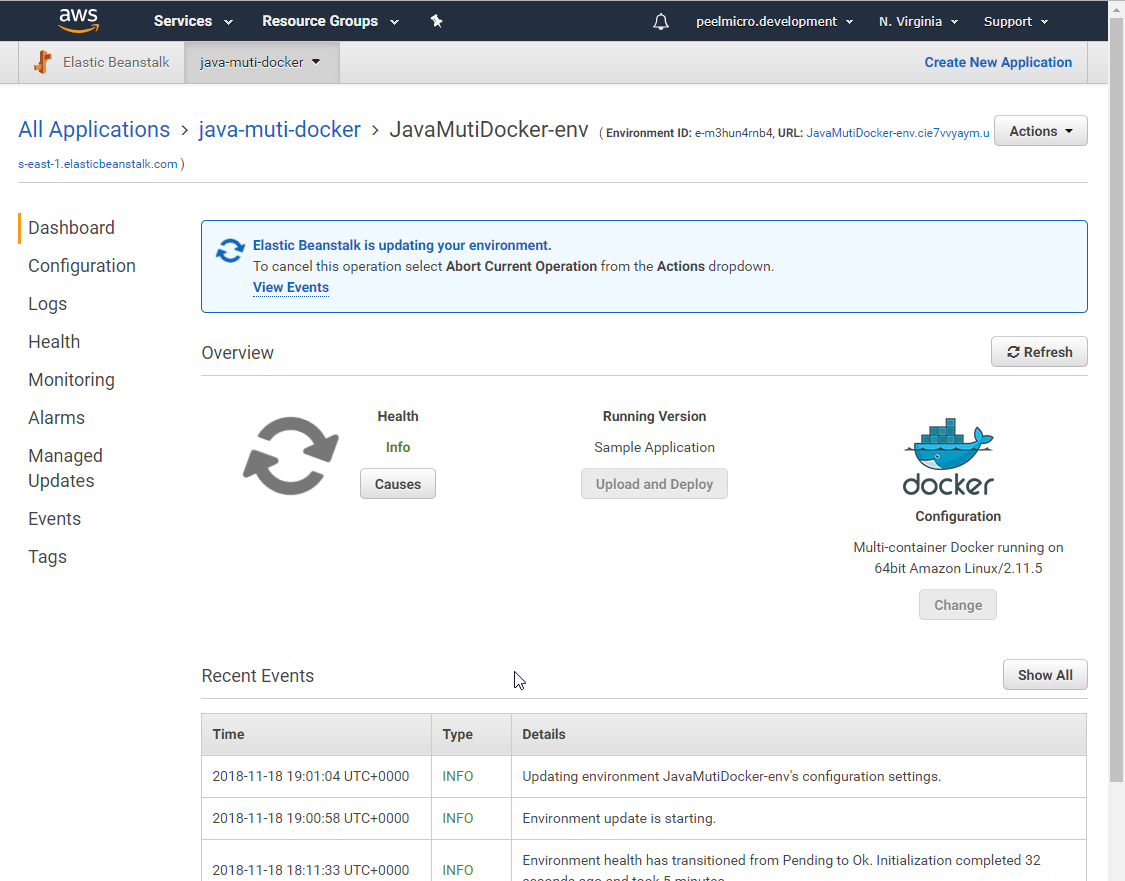 aws Services Resource Groups peelmicro.development N. Virginia Support
Elastic Beanstalk java-muti-docker Create New Application
All Applications > java-muti-docker > JavaMutiDocker-env ( Environment ID: e-m3hun4rnb4, URL: JavaMutiDocker-env.cie7vvyaym.u Actions
s-east-1.elasticbeanstalk.com )
Dashboard
Configuration
Logs
Health
Monitoring
Alarms
Managed
Updates
Events
Tags
Elastic Beanstalk is updating your environment.
To cancel this operation select Abort Current Operation from the Actions dropdown.
View Events
Overview Refresh
Health
Info
Causes
Running Version
Sample Application
Upload and Deploy
docker
Configuration
Multi-container Docker running on
64bit Amazon Linux/2.11.5
Change
Recent Events Show All
Time Type Details
2018-11-18 19:01:04 UTC+0000 INFO Updating environment JavaMutiDocker-env's configuration settings.
2018-11-18 19:00:58 UTC+0000 INFO Environment update is starting.
2018-11-18 18:11:33 UTC+0000 INFO Environment health has transitioned from Pending to Ok. Initialization completed 32
seconds ago and took 5 minutes.